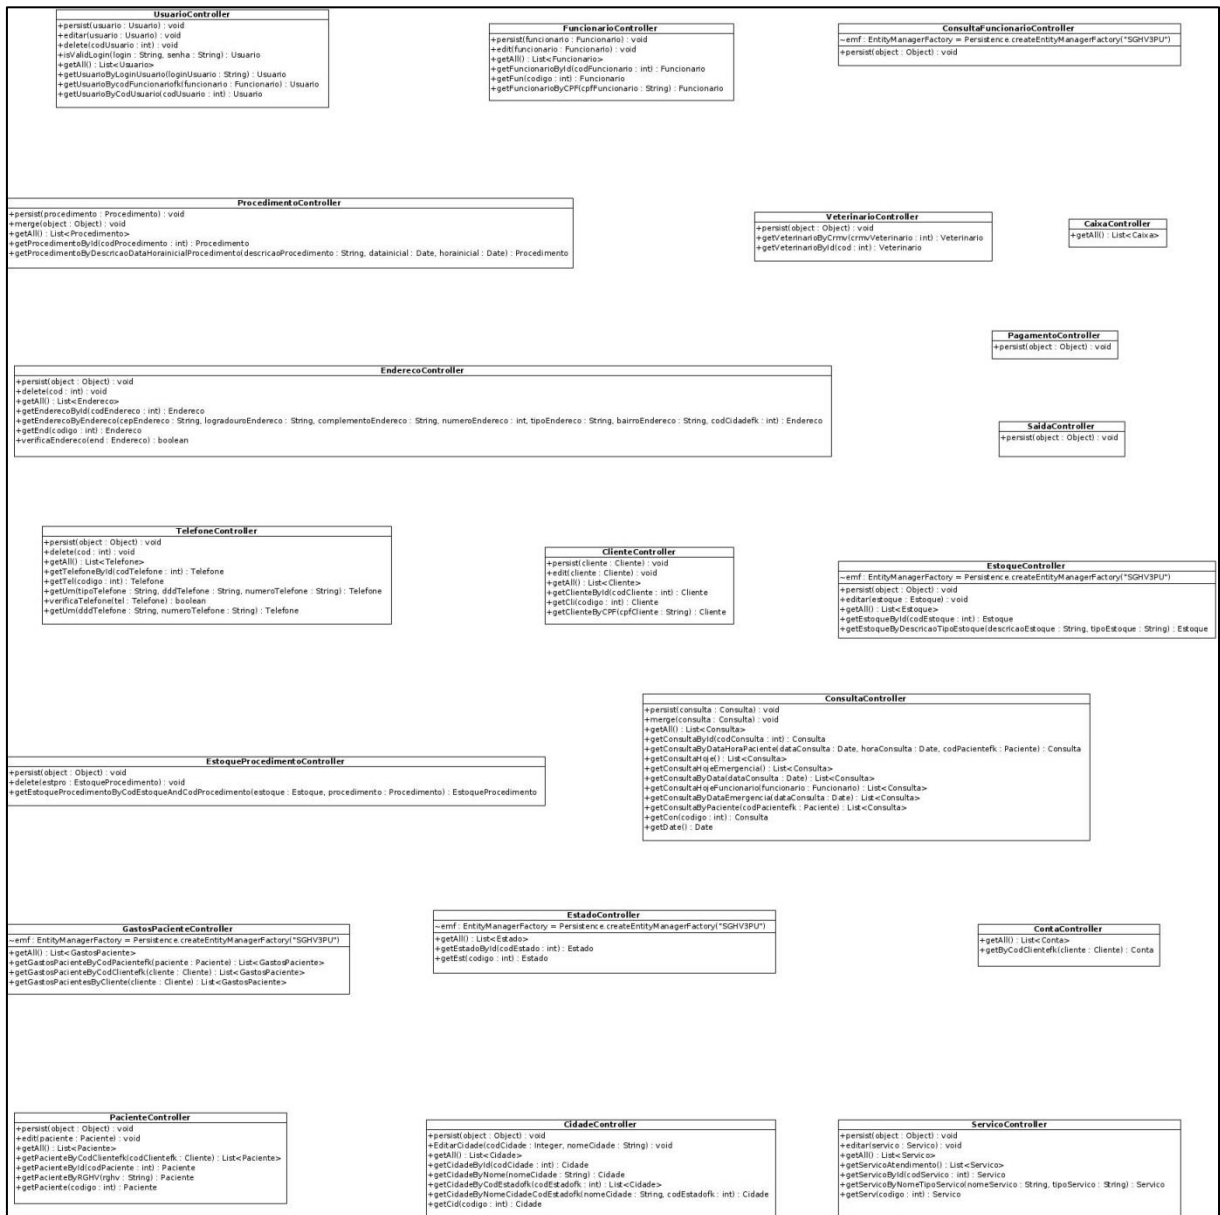 UsuarioController
+persist(usuario : Usuario) : void
+editar(usuario : Usuario) : void
+delete(codUsuario : int) : void
+isValidLogin(login : String, senha : String) : Usuario
+getAll() : List<Usuario>
+getUsuarioByLoginUsuario(loginUsuario : String) : Usuario
+getUsuarioBycodFuncionariofk(funcionario : Funcionario) : Usuario
+getUsuarioByCodUsuario(codUsuario : int) : Usuario
FuncionarioController
+persist(funcionario : Funcionario) : void
+edit(funcionario : Funcionario) : void
+getAll() : List<Funcionario>
+getFuncionarioById(codFuncionario : int) : Funcionario
+getFun(codigo : int) : Funcionario
+getFuncionarioByCPF(cpfFuncionario : String) : Funcionario
ConsultaFuncionarioController
~emf : EntityManagerFactory = Persistence.createEntityManagerFactory("SGHV3PU")
+persist(object : Object) : void
ProcedimentoController
+persist(procedimento : Procedimento) : void
+merge(object : Object) : void
+getAll() : List<Procedimento>
+getProcedimentoById(codProcedimento : int) : Procedimento
+getProcedimentoByDescricaoDataHorainicialProcedimento(descricaoProcedimento : String, datainicial : Date, horainicial : Date) : Procedimento
VeterinarioController
+persist(object : Object) : void
+getVeterinarioByCrmv(crmvVeterinario : int) : Veterinario
+getVeterinarioById(cod : int) : Veterinario
CaixaController
+getAll() : List<Caixa>
PagamentoController
+persist(object : Object) : void
EnderecoController
+persist(object : Object) : void
+delete(cod : int) : void
+getAll() : List<Endereco>
+getEnderecoById(codEndereco : int) : Endereco
+getEnderecoByEndereco(cepEndereco : String, logradouroEndereco : String, complementoEndereco : String, numeroEndereco : int, tipoEndereco : String, bairroEndereco : String, codCidadefk : int) : Endereco
+getEnd(codigo : int) : Endereco
+verificaEndereco(end : Endereco) : boolean
SaidaController
+persist(object : Object) : void
TelefoneController
+persist(object : Object) : void
+delete(cod : int) : void
+getAll() : List<Telefone>
+getTelefoneById(codTelefone : int) : Telefone
+getTel(codigo : int) : Telefone
+getUm(tipoTelefone : String, dddTelefone : String, numeroTelefone : String) : Telefone
+verificaTelefone(tel : Telefone) : boolean
+getUm(dddTelefone : String, numeroTelefone : String) : Telefone
ClienteController
+persist(cliente : Cliente) : void
+edit(cliente : Cliente) : void
+getAll() : List<Cliente>
+getClienteById(codCliente : int) : Cliente
+getCli(codigo : int) : Cliente
+getClienteByCPF(cpfCliente : String) : Cliente
EstoqueController
~emf : EntityManagerFactory = Persistence.createEntityManagerFactory("SGHV3PU")
+persist(object : Object) : void
+editar(estoque : Estoque) : void
+getAll() : List<Estoque>
+getEstoqueById(codEstoque : int) : Estoque
+getEstoqueByDescricaoTipoEstoque(descricaoEstoque : String, tipoEstoque : String) : Estoque
ConsultaController
+persist(consulta : Consulta) : void
+merge(consulta : Consulta) : void
+getAll() : List<Consulta>
+getConsultaById(codConsulta : int) : Consulta
+getConsultaByDataHoraPaciente(dataConsulta : Date, horaConsulta : Date, codPacientefk : Paciente) : Consulta
+getConsultaHoje() : List<Consulta>
+getConsultaHojeEmergencia() : List<Consulta>
+getConsultaByData(dataConsulta : Date) : List<Consulta>
+getConsultaHojeFuncionario(funcionario : Funcionario) : List<Consulta>
+getConsultaByDataEmergencia(dataConsulta : Date) : List<Consulta>
+getConsultaByPaciente(codPacientefk : Paciente) : List<Consulta>
+getCon(codigo : int) : Consulta
+getDate() : Date
EstoqueProcedimentoController
+persist(object : Object) : void
+delete(estpro : EstoqueProcedimento) : void
+getEstoqueProcedimentoByCodEstoqueAndCodProcedimento(estoque : Estoque, procedimento : Procedimento) : EstoqueProcedimento
GastosPacienteController
~emf : EntityManagerFactory = Persistence.createEntityManagerFactory("SGHV3PU")
+getAll() : List<GastosPaciente>
+getGastosPacienteByCodPacientefk(paciente : Paciente) : List<GastosPaciente>
+getGastosPacienteByCodClientefk(cliente : Cliente) : List<GastosPaciente>
+getGastosPacientesByCliente(cliente : Cliente) : List<GastosPaciente>
EstadoController
~emf : EntityManagerFactory = Persistence.createEntityManagerFactory("SGHV3PU")
+getAll() : List<Estado>
+getEstadoById(codEstado : int) : Estado
+getEst(codigo : int) : Estado
ContaController
+getAll() : List<Conta>
+getByCodClientefk(cliente : Cliente) : Conta
PacienteController
+persist(object : Object) : void
+edit(paciente : Paciente) : void
+getAll() : List<Paciente>
+getPacienteByCodClientefk(codClientefk : Cliente) : List<Paciente>
+getPacienteById(codPaciente : int) : Paciente
+getPacienteByRGHV(rghv : String) : Paciente
+getPaciente(codigo : int) : Paciente
CidadeController
+persist(object : Object) : void
+EditarCidade(codCidade : Integer, nomeCidade : String) : void
+getAll() : List<Cidade>
+getCidadeById(codCidade : int) : Cidade
+getCidadeByNome(nomeCidade : String) : Cidade
+getCidadeByCodEstadofk(codEstadofk : int) : List<Cidade>
+getCidadeByNomeCidadeCodEstadofk(nomeCidade : String, codEstadofk : int) : Cidade
+getCid(codigo : int) : Cidade
ServicoController
+persist(object : Object) : void
+editar(servico : Servico) : void
+getAll() : List<Servico>
+getServicoAtendimento() : List<Servico>
+getServicoById(codServico : int) : Servico
+getServicoByNomeTipoServico(nomeServico : String, tipoServico : String) : Servico
+getServ(codigo : int) : Servico